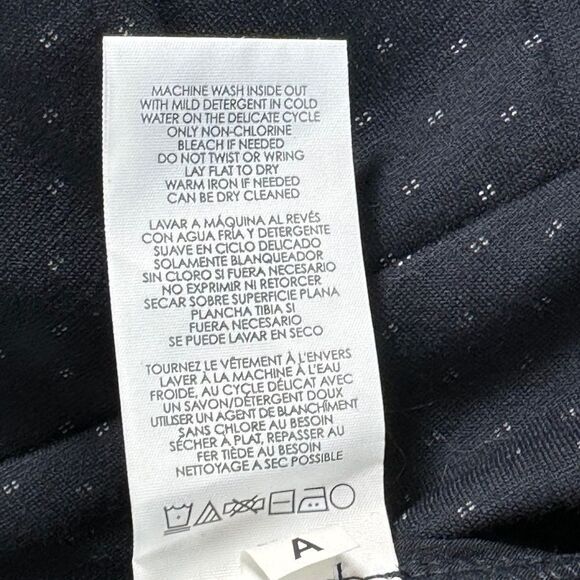 MACHINE WASH INSIDE OUT
WITH MILD DETERGENT IN COLD
WATER ON THE DELICATE CYCLE
ONLY NON-CHLORINE
BLEACH IF NEEDED
DO NOT TWIST OR WRING
LAY FLAT TO DRY
WARM IRON IF NEEDED
CAN BE DRY CLEANED
LAVAR A MÁQUINA AL REVÉS
CON AGUA FRÍA Y DETERGENTE
SUAVE EN CICLO DELICADO
SOLAMENTE BLANQUEADOR
SIN CLORO SI FUERA NECESARIO
NO EXPRIMIR NI RETORCER
SECAR SOBRE SUPERFICIE PLANA
PLANCHA TIBIA SI
FUERA NECESARIO
SE PUEDE LAVAR EN SECO
TOURNEZ LE VÊTEMENT À L'ENVERS
LAVER À LA MACHINE À L'EAU
FROIDE, AU CYCLE DÉLICAT AVEC
UN SAVON/DÉTERGENT DOUX
UTILISER UN AGENT DE BLANCHÎMENT
SANS CHLORE AU BESOIN
SÉCHER À PLAT, REPASSER AU
FER TIÈDE AU BESOIN
NETTOYAGE A SEC POSSIBLE
A